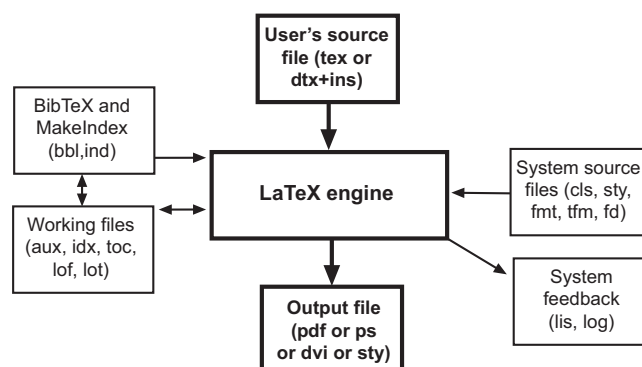 User's source
file (tex or
dtx+ins)
BibTeX and
MakeIndex
(bbl,ind)
LaTeX engine
System source
files (cls, sty,
fmt, tfm, fd)
Working files
(aux, idx, toc,
lof, lot)
System
feedback
(lis, log)
Output file
(pdf or ps
or dvi or sty)